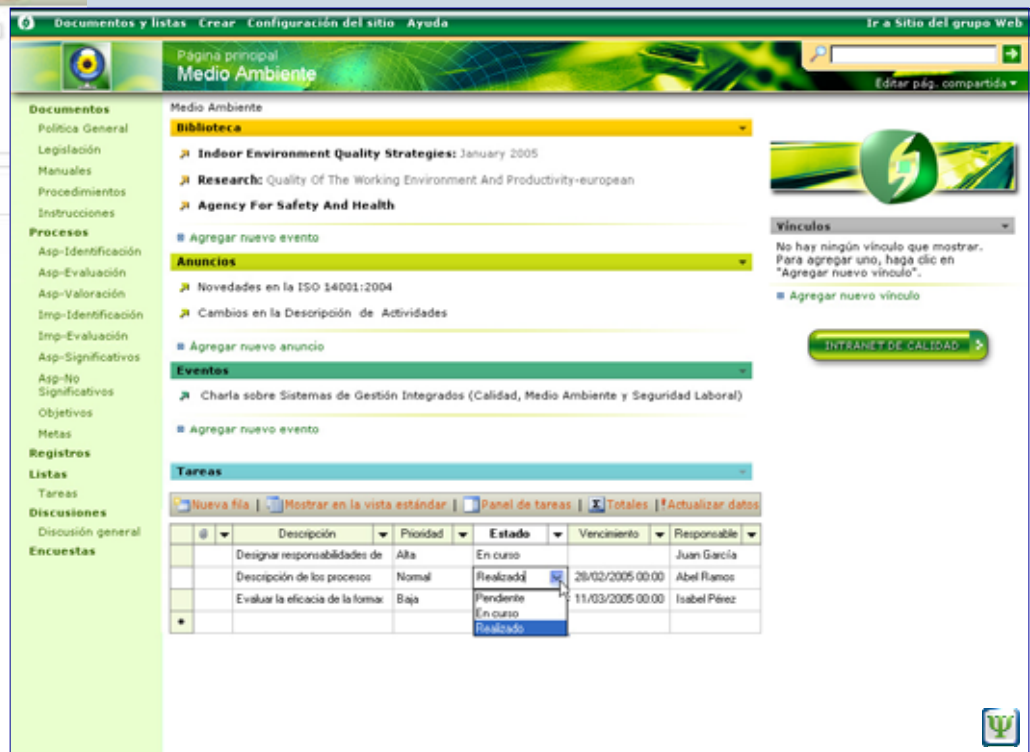 Documentos y listas Crear Configuración del sitio Ayuda
Ir a Sitio del grupo Web
Página principal
Medio Ambiente
Editar pág. compartida
Documentos
Política General
Legislación
Manuales
Procedimientos
Instrucciones
Procesos
Asp-Identificación
Asp-Evaluación
Asp-Valoración
Imp-Identificación
Imp-Evaluación
Asp-Significativos
Asp-No
Significativos
Objetivos
Metas
Registros
Listas
Tareas
Discusiones
Discusión general
Encuestas
Medio Ambiente
Biblioteca
Indoor Environment Quality Strategies: January 2005
Research: Quality Of The Working Environment And Productivity-european
Agency For Safety And Health
Agregar nuevo evento
Anuncios
Novedades en la ISO 14001:2004
Cambios en la Descripción de Actividades
Agregar nuevo anuncio
Eventos
Charla sobre Sistemas de Gestión Integrados (Calidad, Medio Ambiente y Seguridad Laboral)
Agregar nuevo evento
Tareas
Nueva fila | Mostrar en la vista estándar | Panel de tareas | Σ Totales | Actualizar datos
Descripción Prioridad Estado Vencimiento Responsable
Designar responsabilidades de Alta En curso Juan García
Descripción de los procesos Normal Realizado 28/02/2005 00:00 Abel Ramos
Evaluar la eficacia de la formac Baja 11/03/2005 00:00 Isabel Pérez
Pendiente
En curso
Realizado
Vínculos
No hay ningún vínculo que mostrar.
Para agregar uno, haga clic en
"Agregar nuevo vínculo".
Agregar nuevo vínculo
INTRANET DE CALIDAD
Ψ